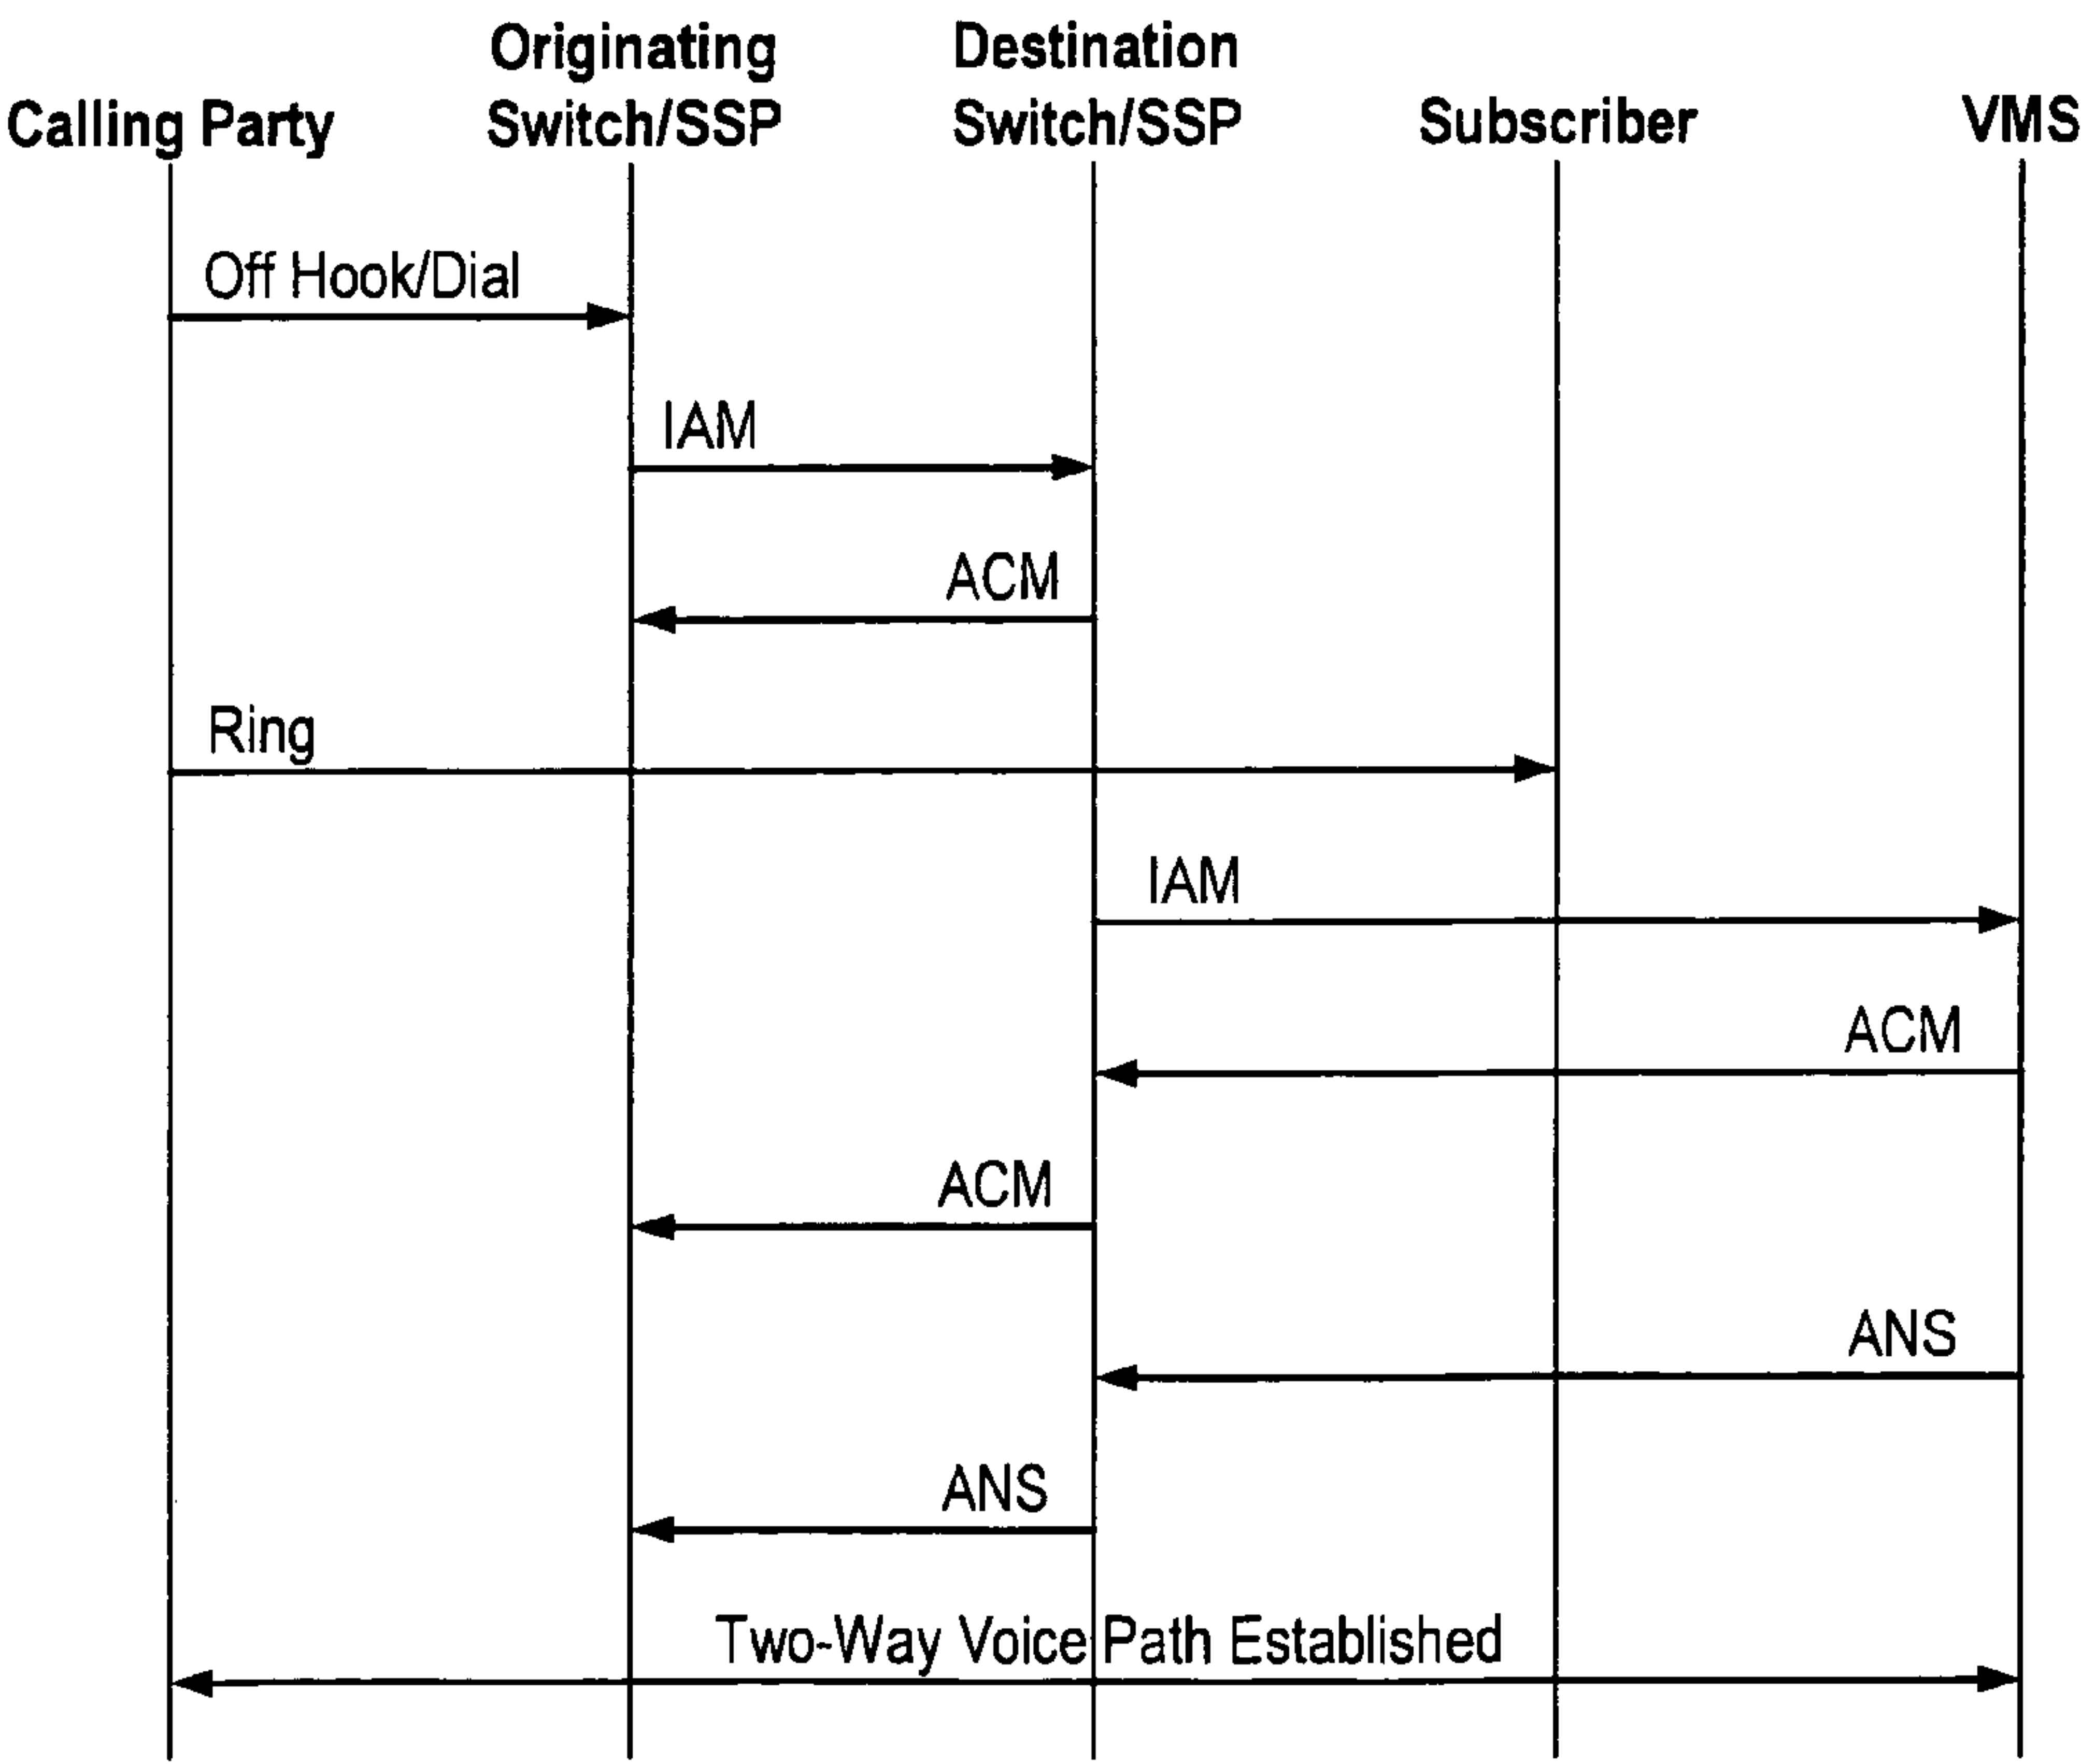 Calling Party
Originating
Switch/SSP
Destination
Switch/SSP
Subscriber
VMS
Off Hook/Dial
IAM
ACM
Ring
IAM
ACM
ACM
ANS
ANS
Two-Way Voice Path Established